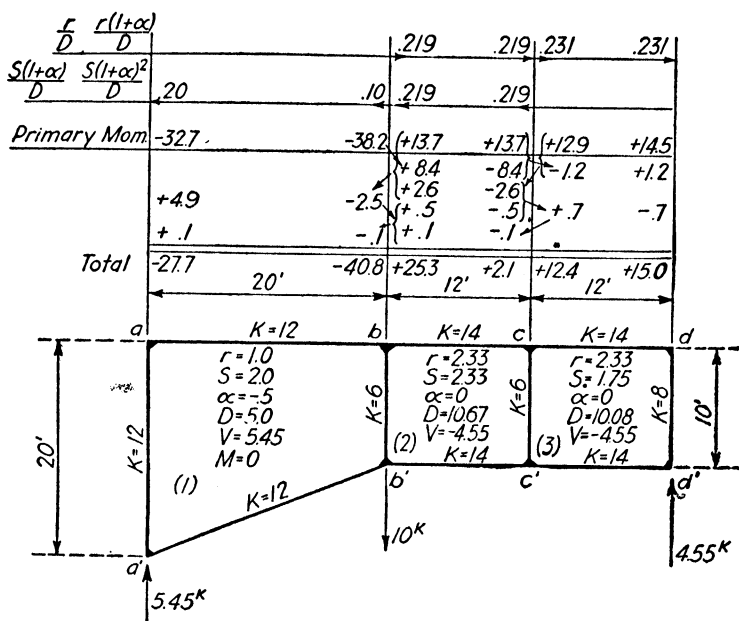 r/D r(1+α)/D .219 .219 .231 .231
S(1+α)/D S(1+α)²/D .20 .10 .219 .219
Primary Mom. -32.7 -38.2 +13.7 +13.7 +12.9 +14.5
+8.4 -8.4 -1.2 +1.2
+2.6 -2.6
+4.9 -2.5 +.5 -.5 +.7 -.7
+.1 -.1 +.1 -.1
Total -27.7 -40.8 +25.3 +2.1 +12.4 +15.0
20' 12' 12'
a K=12 b K=14 c K=14 d
r=1.0
S=2.0
α=-.5
D=5.0
V=5.45
M=0
(1)
K=12
K=12
20'
K=6
r=2.33
S=2.33
α=0
D=10.67
V=-4.55
(2)
K=14
K=6
r=2.33
S=1.75
α=0
D=10.08
V=-4.55
(3)
K=14
K=8
10'
a' b' c' d'
5.45ᴷ
10ᴷ
4.55ᴷ